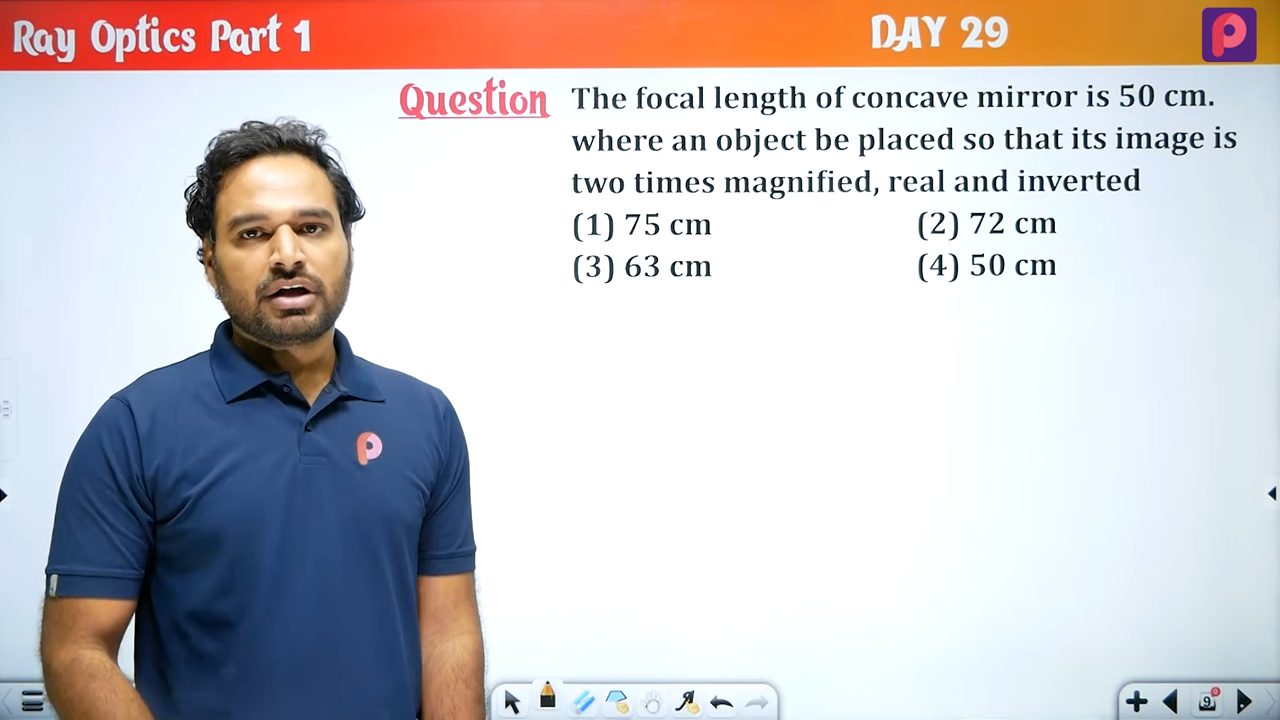 Ray Optics Part 1
DAY 29
Question
The focal length of concave mirror is 50 cm.
where an object be placed so that its image is
two times magnified, real and inverted
(1) 75 cm
(2) 72 cm
(3) 63 cm
(4) 50 cm
9